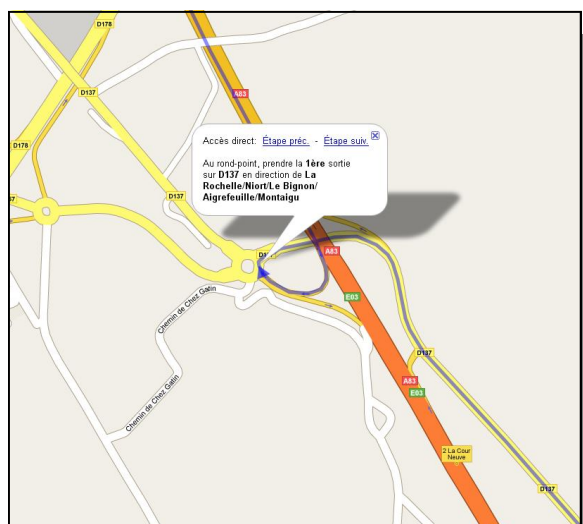 D178
D137
A83
D178
Accès direct: Étape préc. - Étape suiv.
Au rond-point, prendre la 1ère sortie
sur D137 en direction de La
Rochelle/Niort/Le Bignon/
Aigrefeuille/Montaigu
D137
A83
Chemin de Chez Gatin
E03
D137
A83
E03
Chemin de Chez Gatin
2 La Cour
Neuve
D137